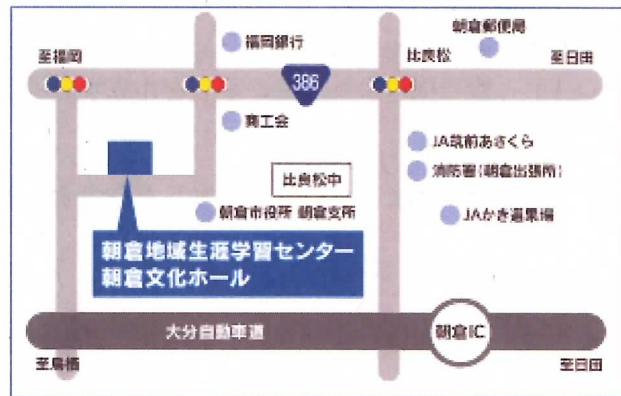 朝倉郵便局
福岡銀行
至福岡
比良松
至日田
386
商工会
JA筑前あさくら
消防署(朝倉出張所)
比良松中
朝倉市役所 朝倉支所
JAかき選果場
朝倉地域生涯学習センター
朝倉文化ホール
大分自動車道
朝倉IC
至鳥栖
至日田